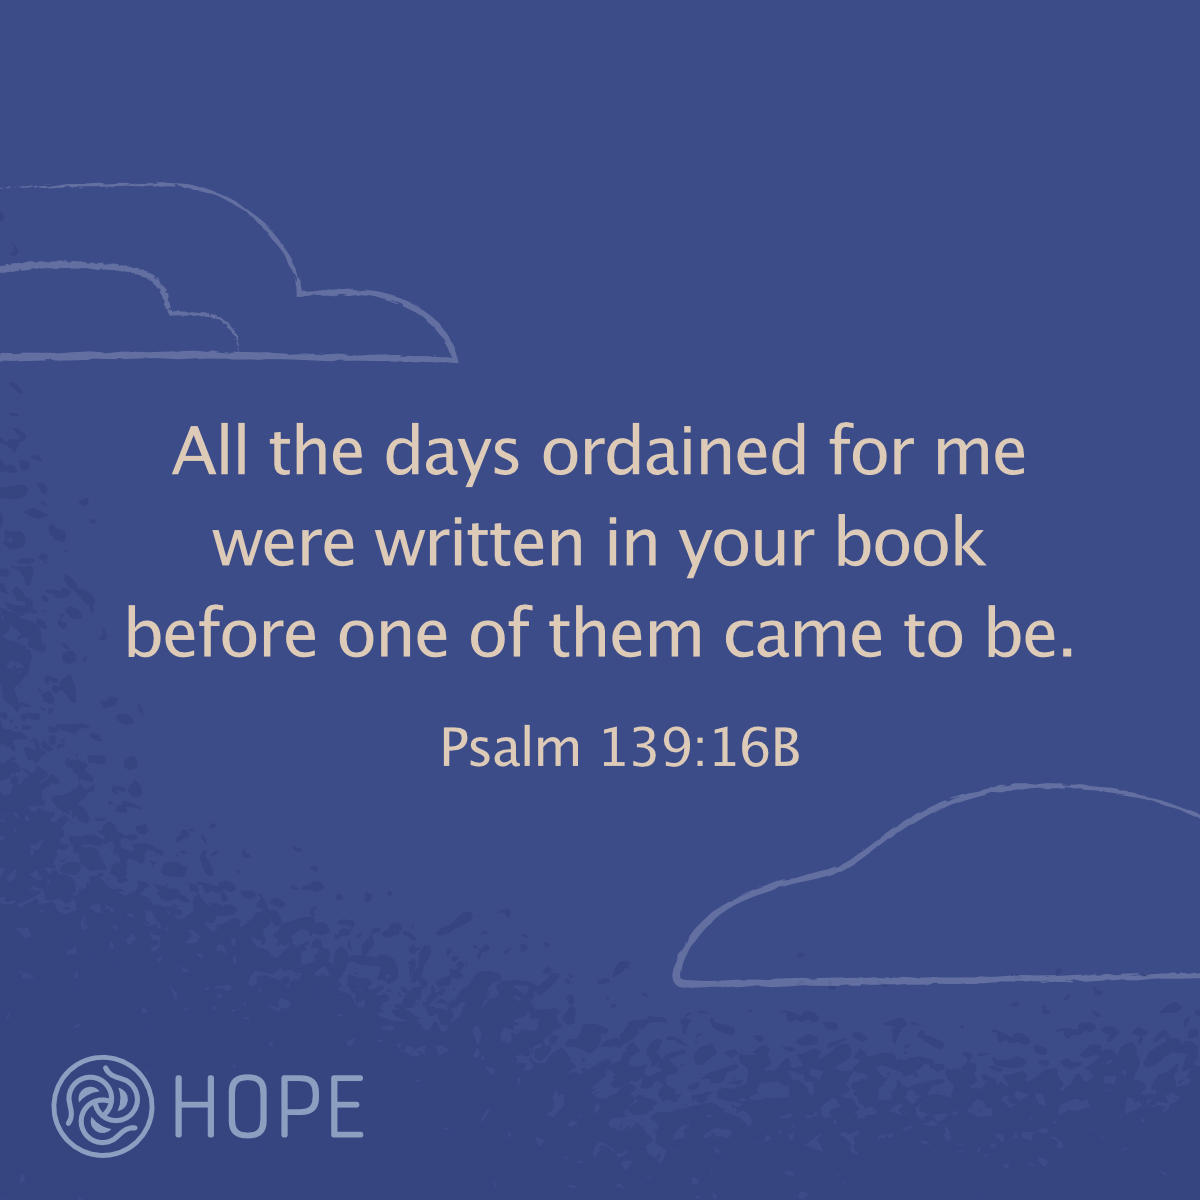 All the days ordained for me
were written in your book
before one of them came to be.
Psalm 139:16B
HOPE